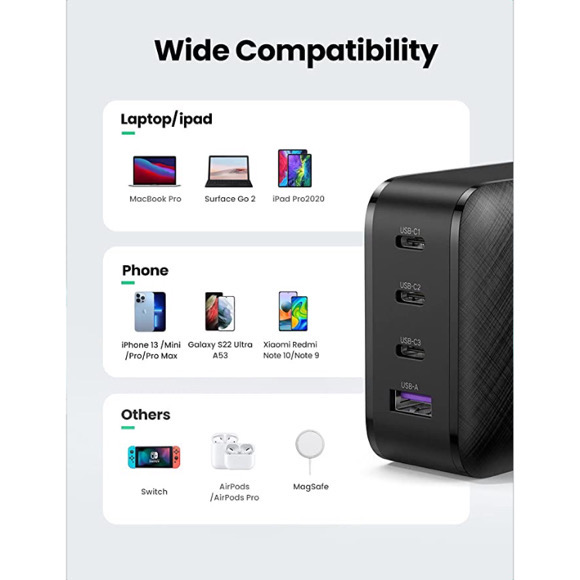 Wide Compatibility
Laptop/ipad
MacBook Pro
Surface Go 2
iPad Pro2020
Phone
iPhone 13 /Mini
/Pro/Pro Max
Galaxy S22 Ultra
A53
Xiaomi Redmi
Note 10/Note 9
Others
Switch
AirPods
/AirPods Pro
MagSafe
USB-C1
USB-C2
USB-C3
USB-A